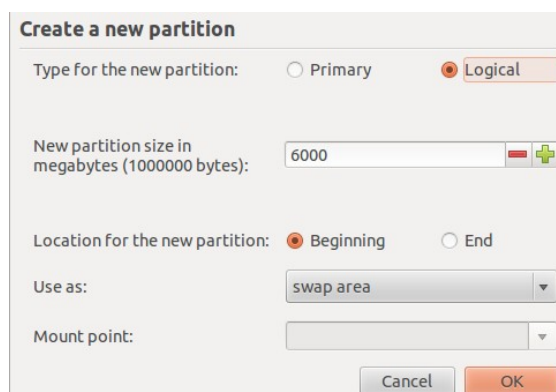 Create a new partition
Type for the new partition: Primary Logical
New partition size in
megabytes (1000000 bytes): 6000
Location for the new partition: Beginning End
Use as: swap area
Mount point:
Cancel OK